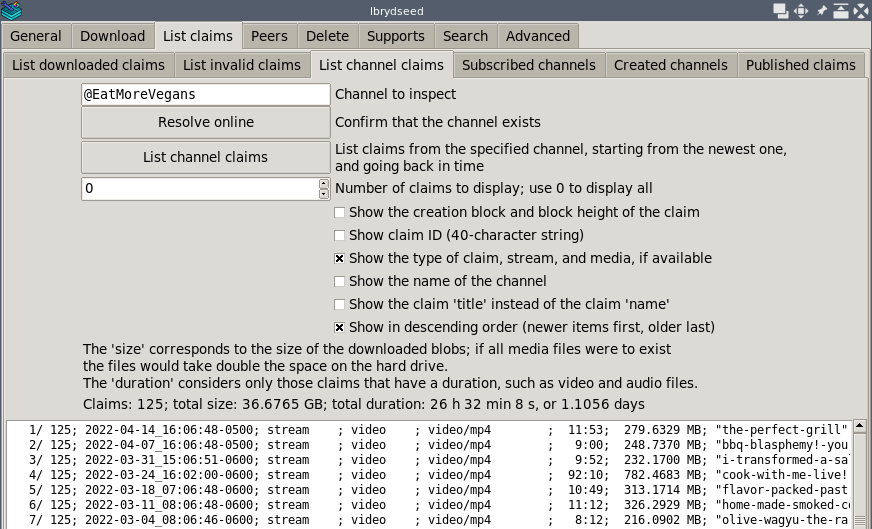 lbrydseed
General Download List claims Peers Delete Supports Search Advanced
List downloaded claims List invalid claims List channel claims Subscribed channels Created channels Published claims
@EatMoreVegans Channel to inspect
Resolve online Confirm that the channel exists
List channel claims List claims from the specified channel, starting from the newest one,
and going back in time
0 Number of claims to display; use 0 to display all
Show the creation block and block height of the claim
Show claim ID (40-character string)
Show the type of claim, stream, and media, if available
Show the name of the channel
Show the claim 'title' instead of the claim 'name'
Show in descending order (newer items first, older last)
The 'size' corresponds to the size of the downloaded blobs; if all media files were to exist
the files would take double the space on the hard drive.
The 'duration' considers only those claims that have a duration, such as video and audio files.
Claims: 125; total size: 36.6765 GB; total duration: 26 h 32 min 8 s, or 1.1056 days
1/ 125; 2022-04-14_16:06:48-0500; stream ; video ; video/mp4 ; 11:53; 279.6329 MB; "the-perfect-grill"
2/ 125; 2022-04-07_16:06:48-0500; stream ; video ; video/mp4 ; 9:00; 248.7370 MB; "bbq-blasphemy!-you
3/ 125; 2022-03-31_15:06:51-0600; stream ; video ; video/mp4 ; 9:52; 232.1700 MB; "i-transformed-a-sa
4/ 125; 2022-03-24_16:02:00-0600; stream ; video ; video/mp4 ; 92:10; 782.4683 MB; "cook-with-me-live!
5/ 125; 2022-03-18_07:06:48-0600; stream ; video ; video/mp4 ; 10:49; 313.1714 MB; "flavor-packed-past
6/ 125; 2022-03-11_08:06:48-0600; stream ; video ; video/mp4 ; 11:12; 326.2929 MB; "home-made-smoked-c
7/ 125; 2022-03-04_08:06:46-0600; stream ; video ; video/mp4 ; 8:12; 216.0902 MB; "olive-wagyu-the-ra